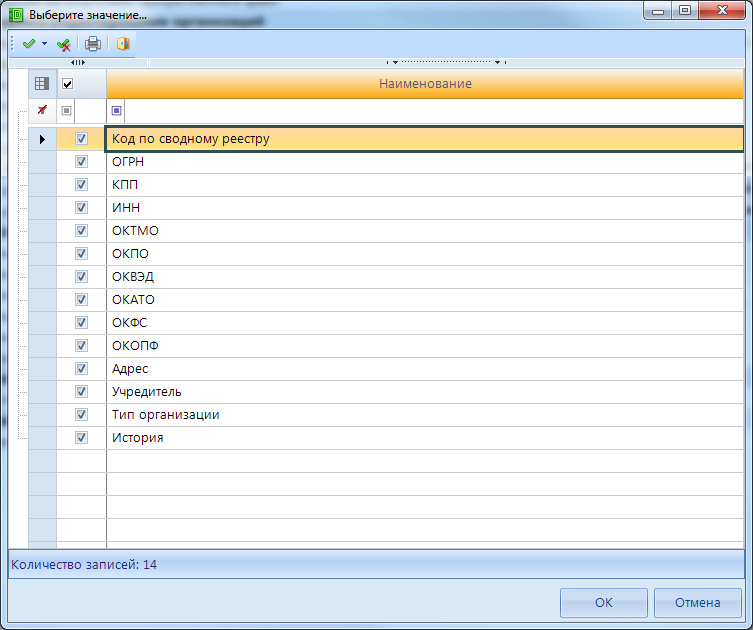 Выберите значение...
Наименование
Код по сводному реестру
ОГРН
КПП
ИНН
ОКТМО
ОКПО
ОКВЭД
ОКАТО
ОКФС
ОКОПФ
Адрес
Учредитель
Тип организации
История
Количество записей: 14
ОК
Отмена